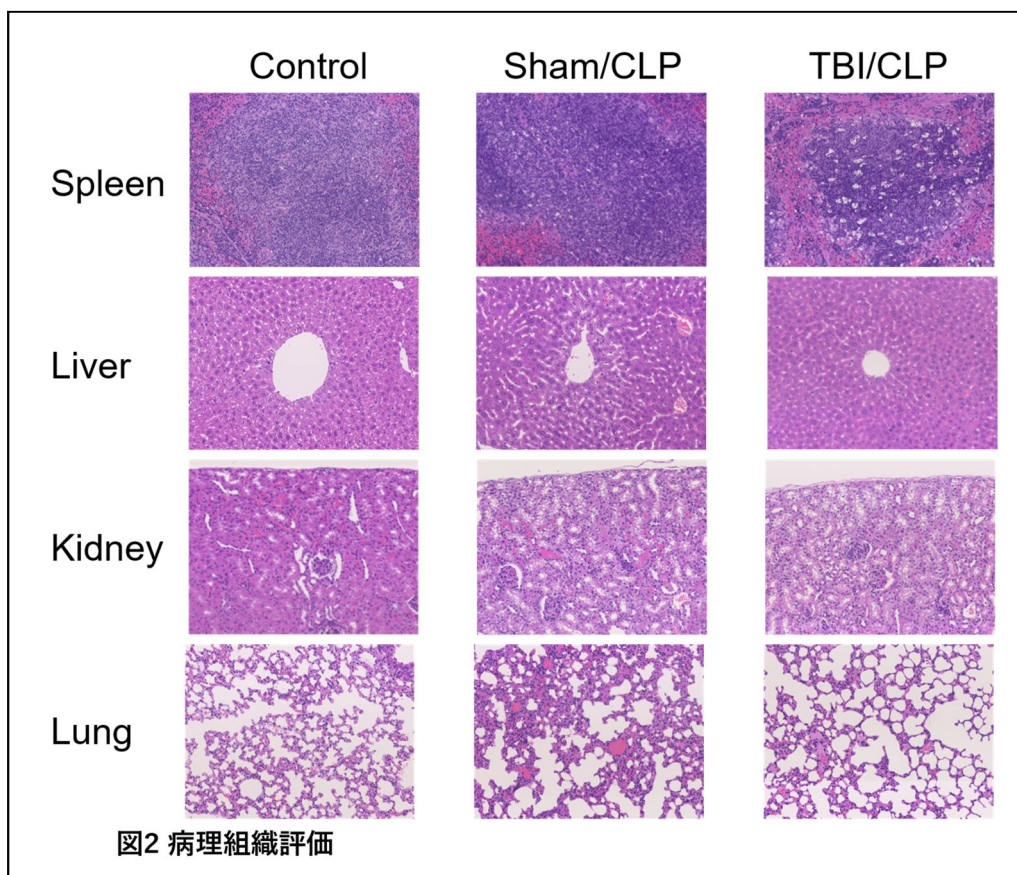 Control Sham/CLP TBI/CLP
Spleen
Liver
Kidney
Lung
図2 病理組織評価